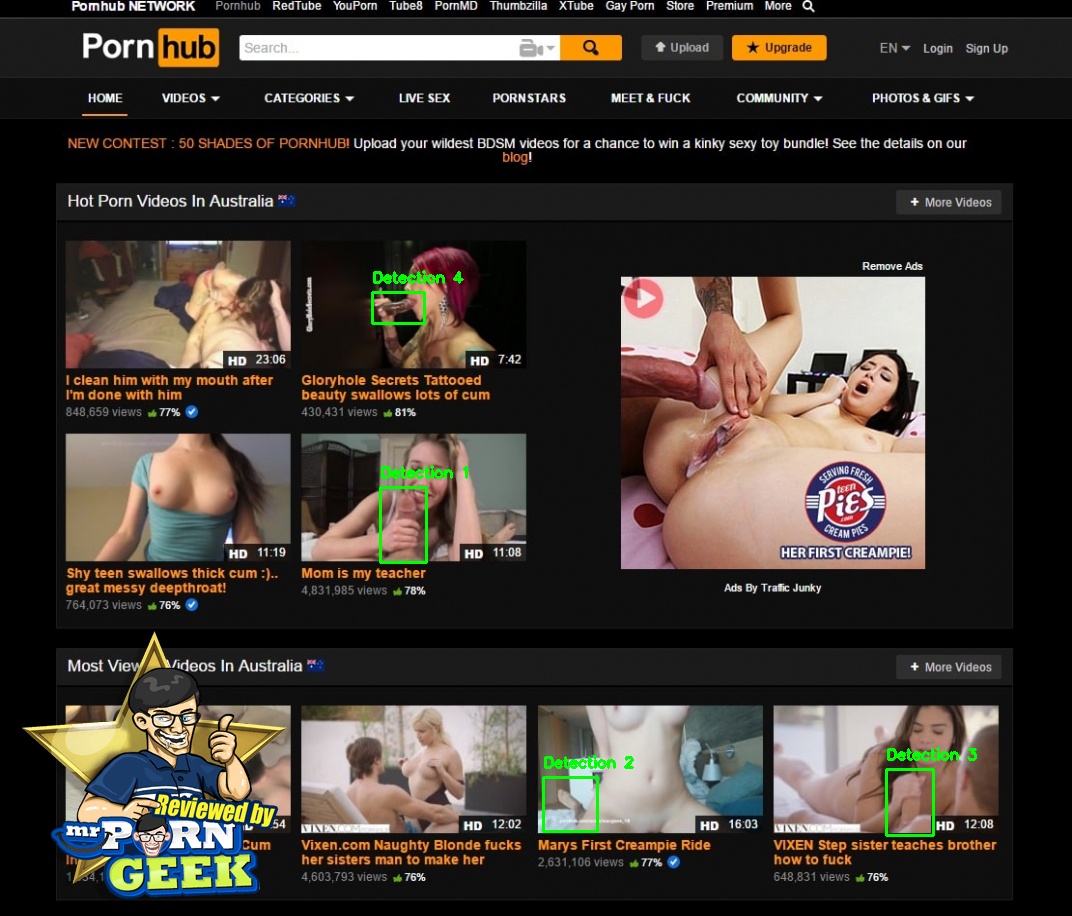 Pornhub NETWORK Pornhub RedTube YouPorn Tube8 PornMD Thumbzilla XTube Gay Porn Store Premium More
Pornhub Search... Upload Upgrade EN Login Sign Up
HOME VIDEOS CATEGORIES LIVE SEX PORNSTARS MEET & FUCK COMMUNITY PHOTOS & GIFS
NEW CONTEST : 50 SHADES OF PORNHUB! Upload your wildest BDSM videos for a chance to win a kinky sexy toy bundle! See the details on our
blog!
Hot Porn Videos In Australia + More Videos
Remove Ads
Detection 4
HD 23:06
HD 7:42
I clean him with my mouth after
I'm done with him
848,659 views 77%
Gloryhole Secrets Tattooed
beauty swallows lots of cum
430,431 views 81%
Detection 1
HD 11:19
HD 11:08
Shy teen swallows thick cum :)..
great messy deepthroat!
764,073 views 76%
Mom is my teacher
4,831,985 views 78%
SERVING FRESH
teen
PiES
.com
CREAM PIES
HER FIRST CREAMPIE!
Ads By Traffic Junky
Most View Videos In Australia + More Videos
Detection 2
Detection 3
VIXEN.COM
HD 12:02
HD 16:03
VIXEN.COM
HD 12:08
Reviewed by
mr PORN
GEEK
Cum
Vixen.com Naughty Blonde fucks
her sisters man to make her
4,603,793 views 76%
Marys First Creampie Ride
2,631,106 views 77%
VIXEN Step sister teaches brother
how to fuck
648,831 views 76%